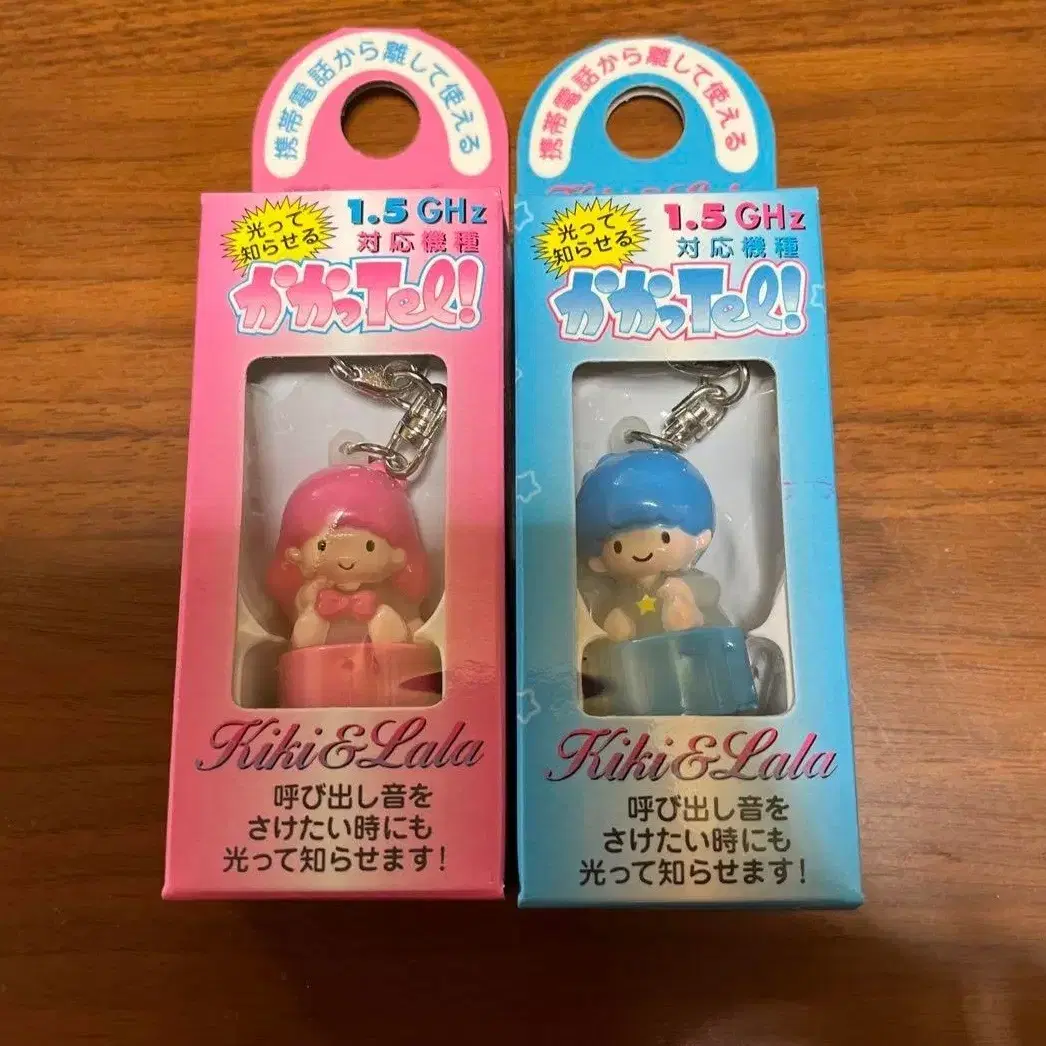 携帯電話から離して使える
光って
知らせる
1.5 GHz
対応機種
かかっTel!
Kiki&Lala
呼び出し音を
さけたい時にも
光って知らせます!
携帯電話から離して使える
光って
知らせる
1.5 GHz
対応機種
かかっTel!
Kiki&Lala
呼び出し音を
さけたい時にも
光って知らせます!